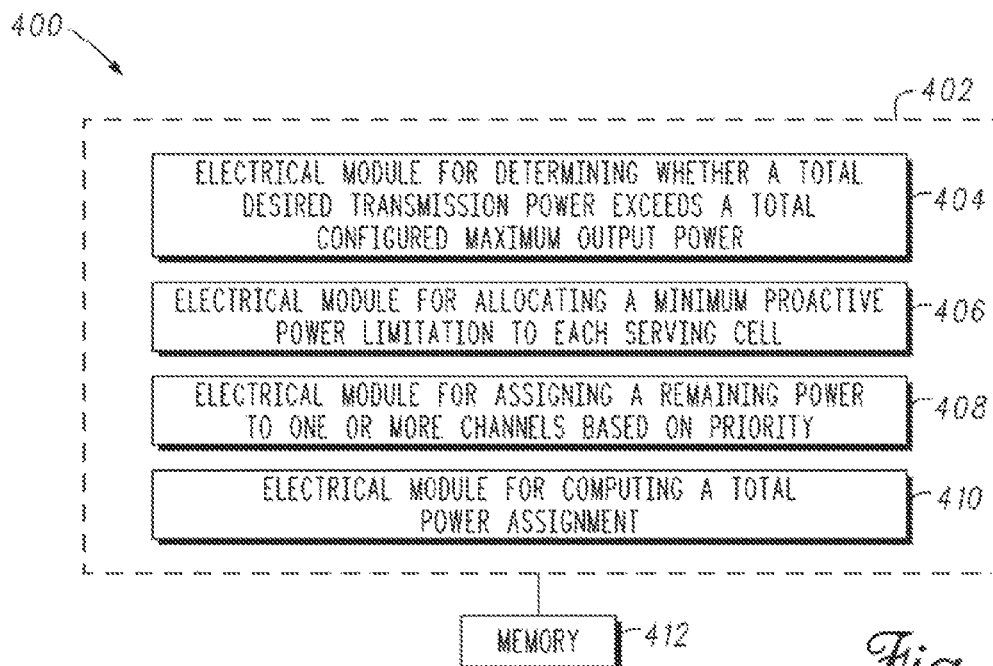 400
402
ELECTRICAL MODULE FOR DETERMINING WHETHER A TOTAL
DESIRED TRANSMISSION POWER EXCEEDS A TOTAL
CONFIGURED MAXIMUM OUTPUT POWER
404
ELECTRICAL MODULE FOR ALLOCATING A MINIMUM PROACTIVE
POWER LIMITATION TO EACH SERVING CELL
406
ELECTRICAL MODULE FOR ASSIGNING A REMAINING POWER
TO ONE OR MORE CHANNELS BASED ON PRIORITY
408
ELECTRICAL MODULE FOR COMPUTING A TOTAL
POWER ASSIGNMENT
410
MEMORY
412
Fig